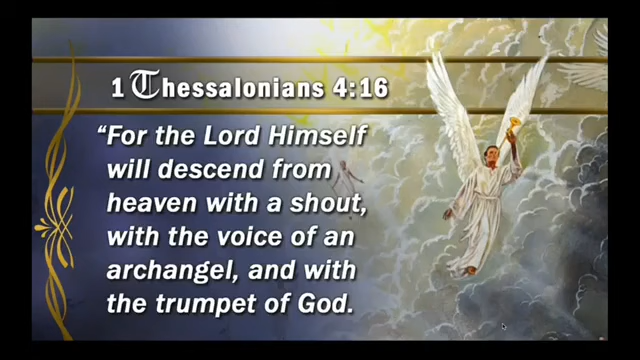 1 Thessalonians 4:16
“For the Lord Himself
will descend from
heaven with a shout,
with the voice of an
archangel, and with
the trumpet of God.